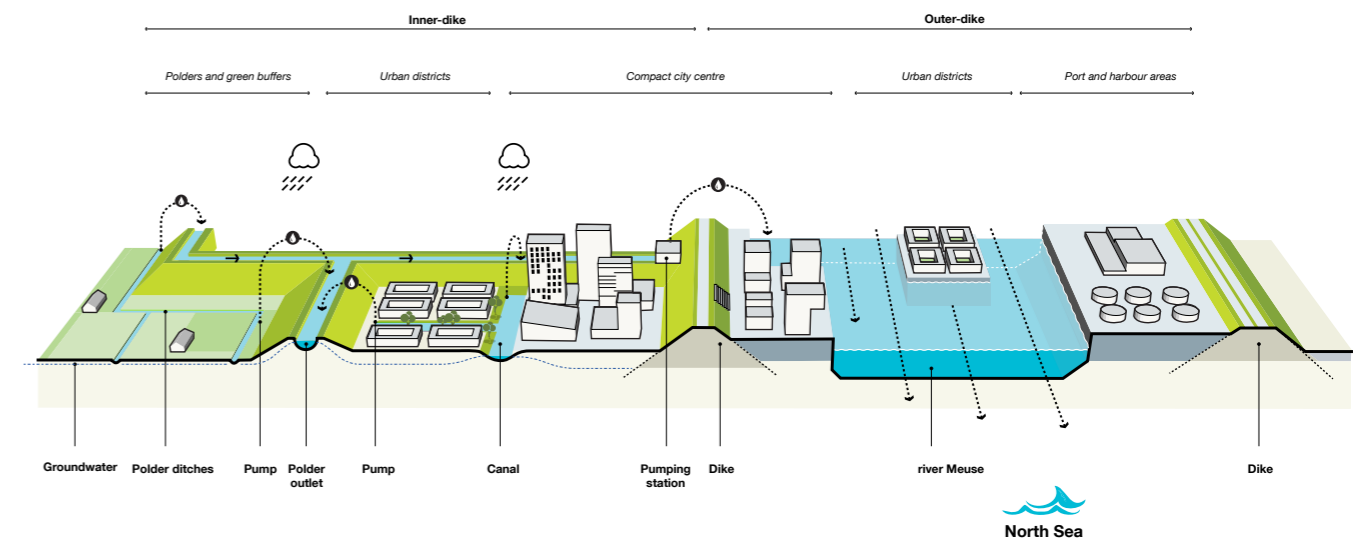 Inner-dike
Outer-dike
Polders and green buffers
Urban districts
Compact city centre
Urban districts
Port and harbour areas
Groundwater
Polder ditches
Pump
Polder
outlet
Pump
Canal
Pumping
station
Dike
river Meuse
Dike
North Sea